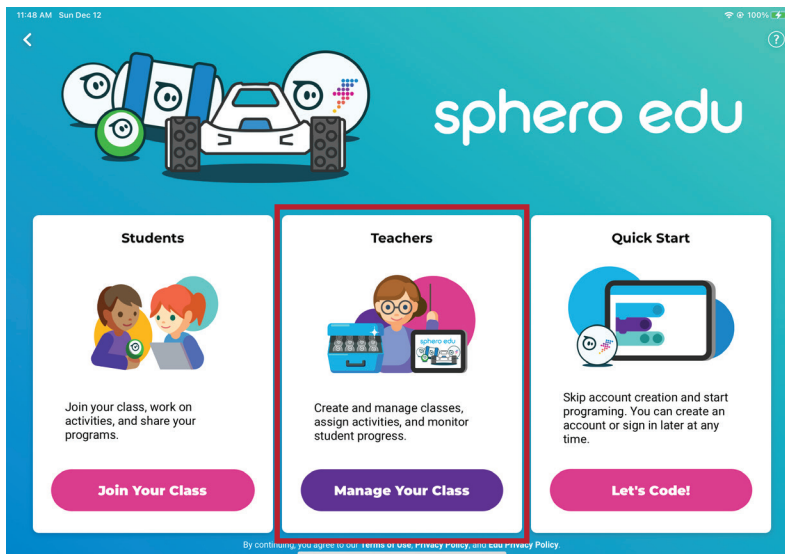 11:48 AM Sun Dec 12
100%
?
sphero edu
Students
Join your class, work on
activities, and share your
programs.
Join Your Class
Teachers
sphero edu
Create and manage classes,
assign activities, and monitor
student progress.
Manage Your Class
Quick Start
Skip account creation and start
programing. You can create an
account or sign in later at any
time.
Let's Code!
By continuing, you agree to our Terms of Use, Privacy Policy, and Edu Privacy Policy.